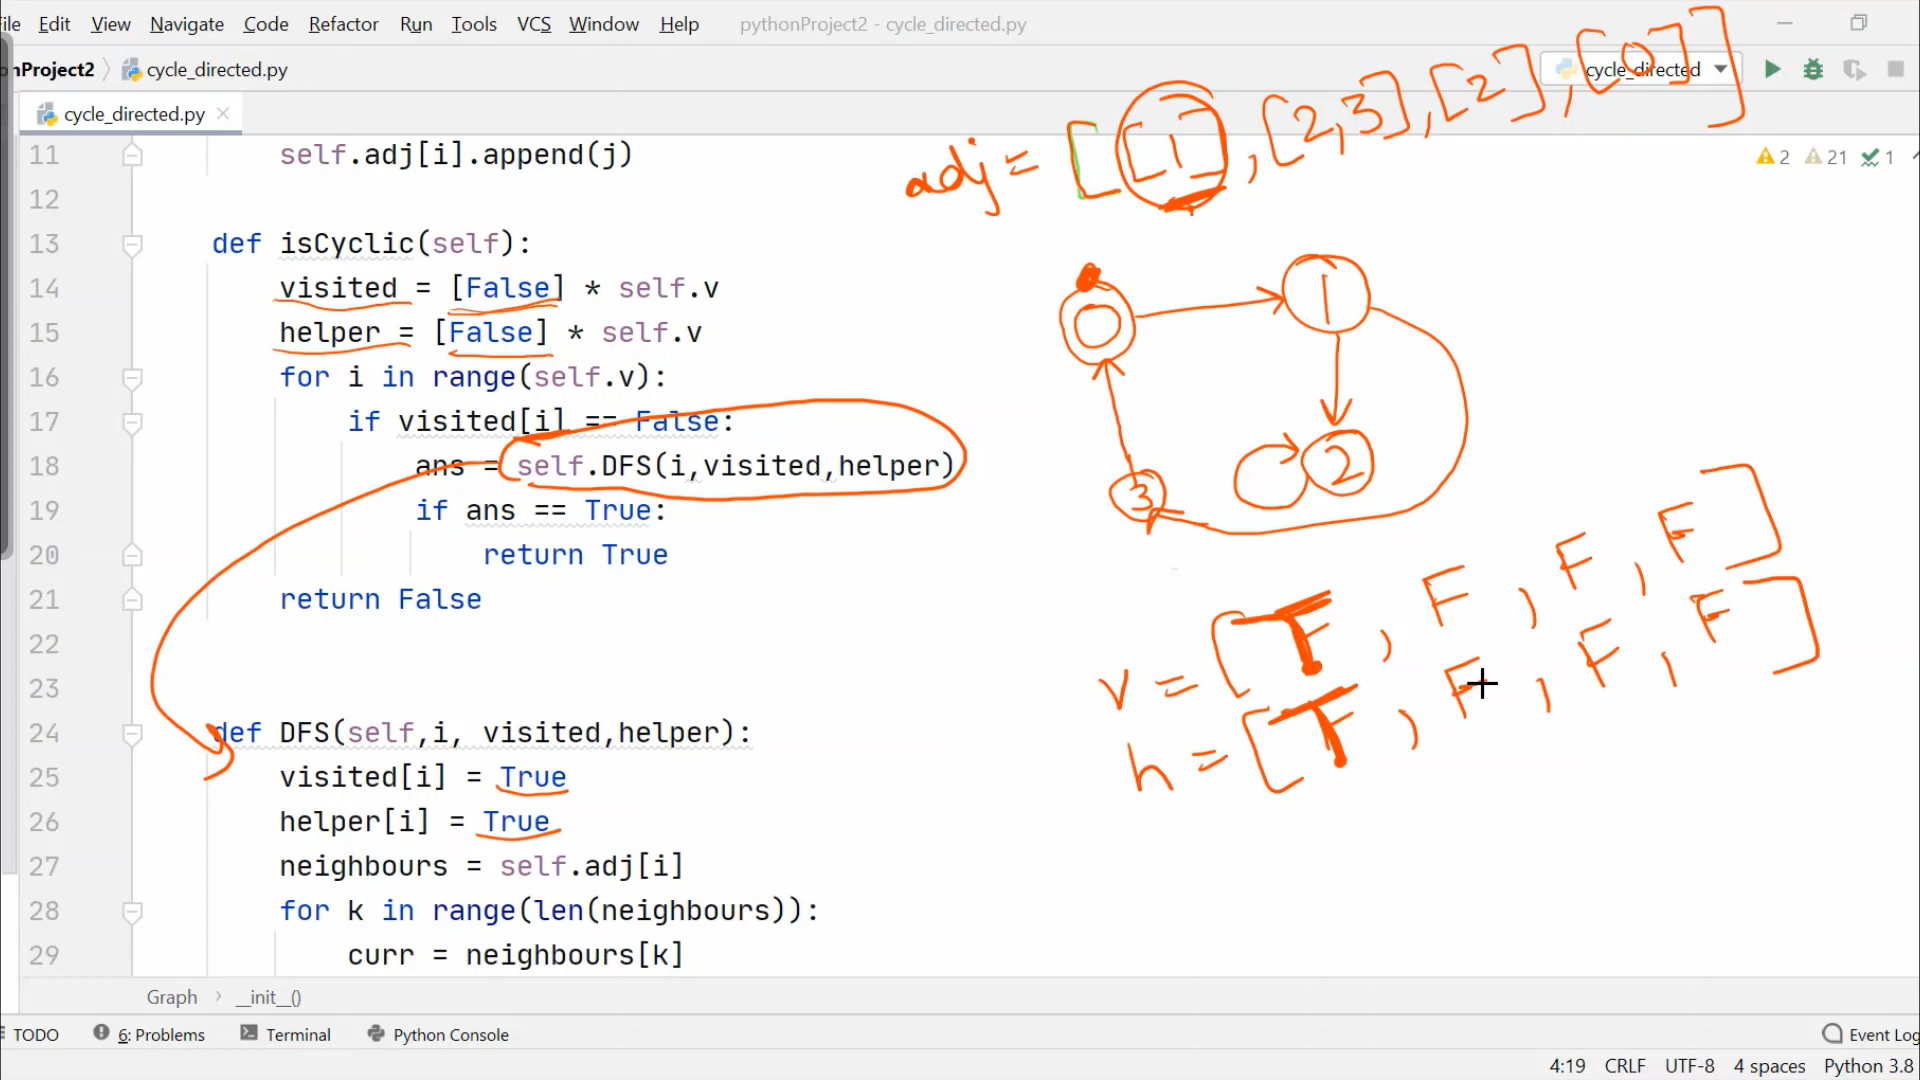 ile Edit View Navigate Code Refactor Run Tools VCS Window Help pythonProject2 - cycle_directed.py
nProject2 cycle_directed.py cycle_directed
cycle_directed.py
adj = [[1],[2,3],[2],[0]]
2 21 1
11 self.adj[i].append(j)
12
13 def isCyclic(self):
14 visited = [False] * self.v
15 helper = [False] * self.v
16 for i in range(self.v):
17 if visited[i] == False:
18 ans = self.DFS(i,visited,helper)
19 if ans == True:
20 return True
21 return False
22
23
24 def DFS(self,i, visited,helper):
25 visited[i] = True
26 helper[i] = True
27 neighbours = self.adj[i]
28 for k in range(len(neighbours)):
29 curr = neighbours[k]
0 1
3 2
v = [T, F, F, F]
h = [T, F, F, F]
Graph __init__()
TODO 6: Problems Terminal Python Console Event Log
4:19 CRLF UTF-8 4 spaces Python 3.8